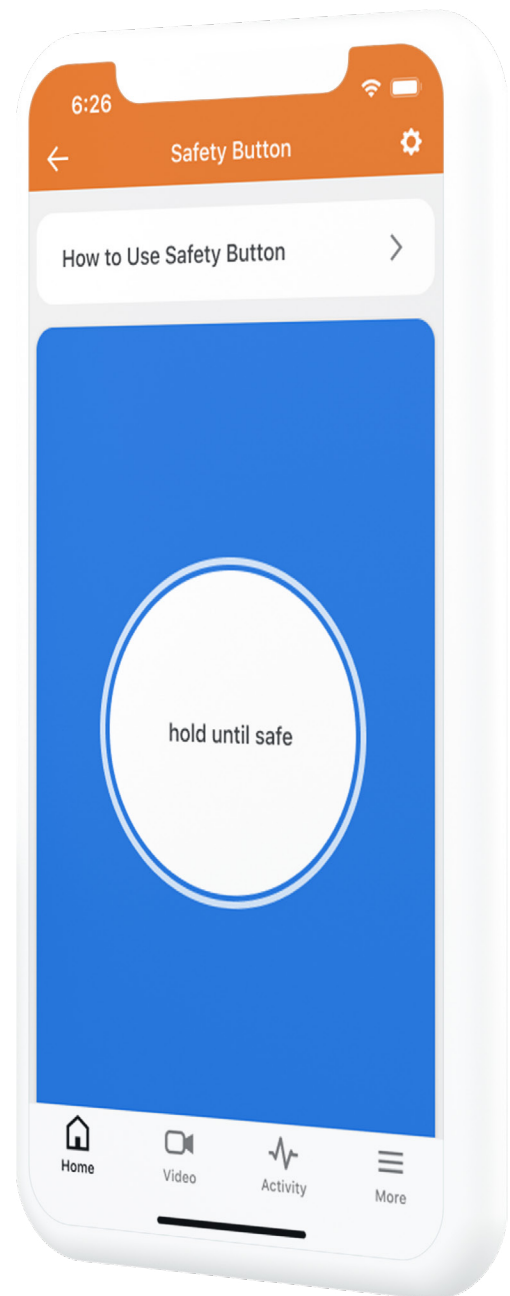 6:26
Safety Button
How to Use Safety Button
hold until safe
Home
Video
Activity
More